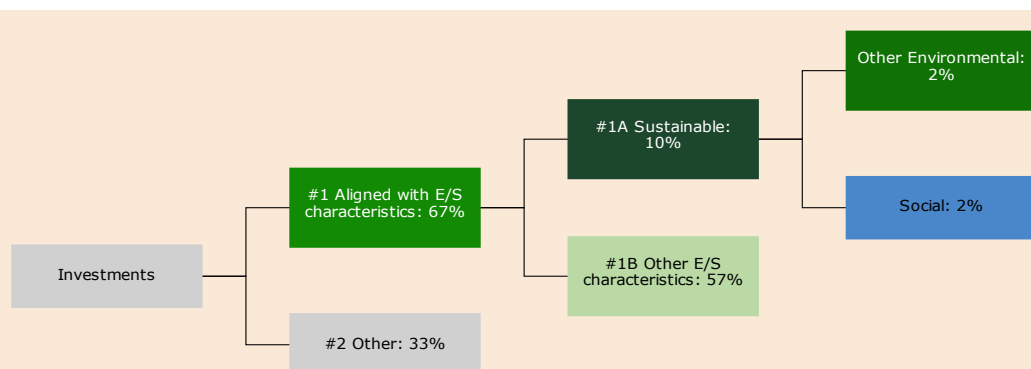 Investments
#1 Aligned with E/S
characteristics: 67%
#2 Other: 33%
#1A Sustainable:
10%
#1B Other E/S
characteristics: 57%
Other Environmental:
2%
Social: 2%